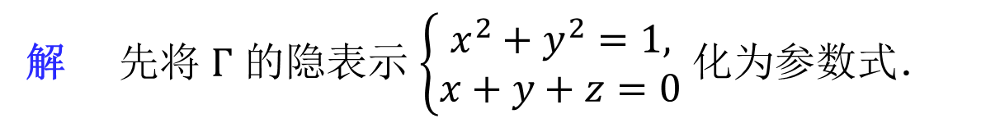 解 先将 Γ 的隐表示 { x² + y² = 1, x + y + z = 0 化为参数式.